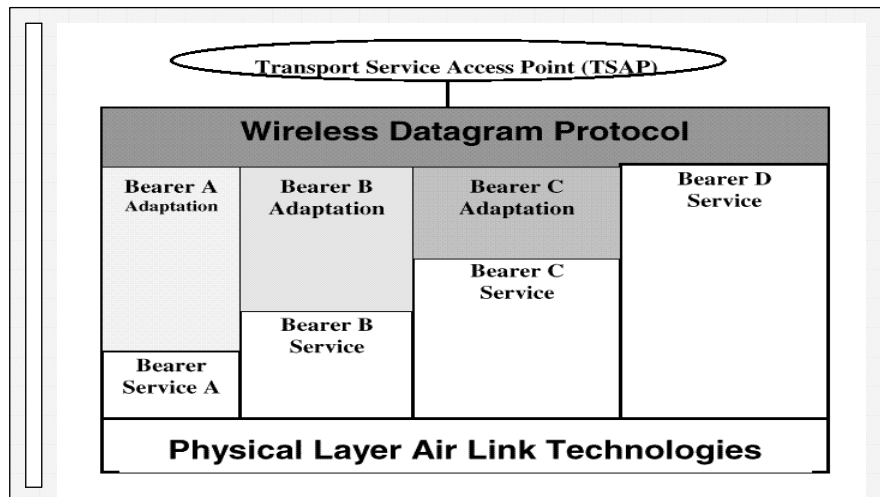 Transport Service Access Point (TSAP)
Wireless Datagram Protocol
Bearer A
Adaptation
Bearer B
Adaptation
Bearer C
Adaptation
Bearer D
Service
Bearer C
Service
Bearer B
Service
Bearer
Service A
Physical Layer Air Link Technologies